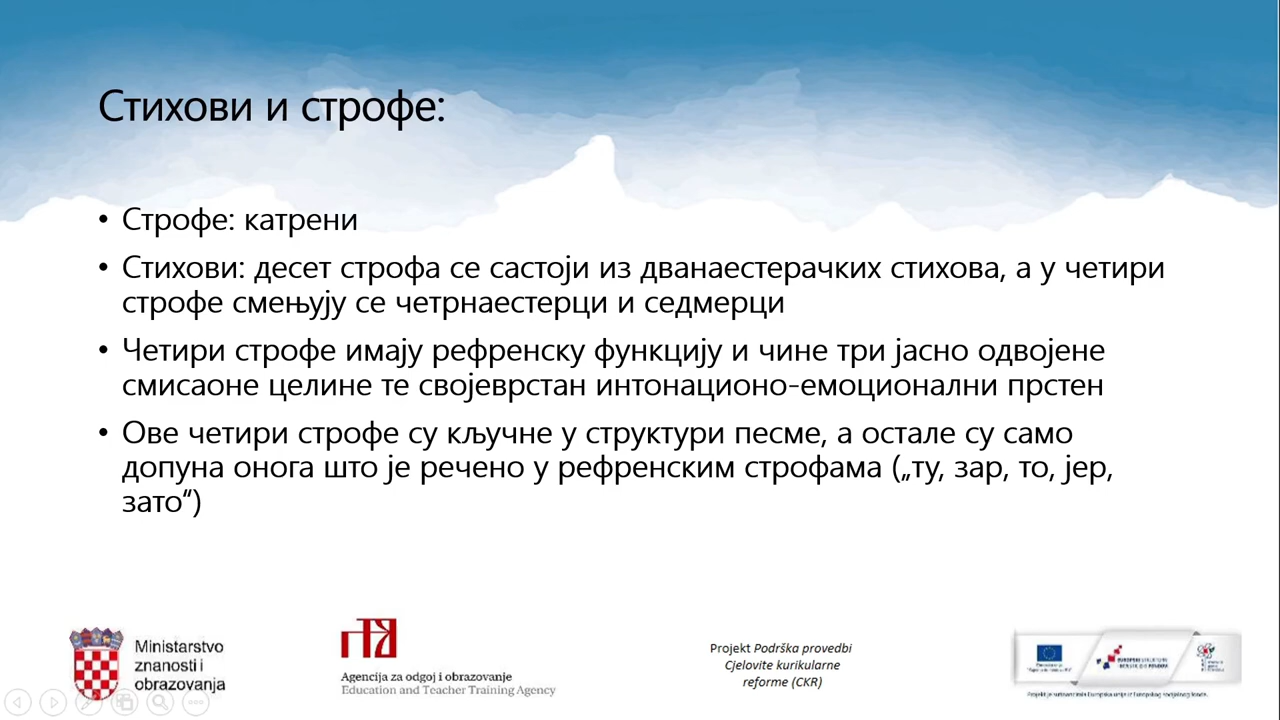 Стихови и строфе:
• Строфе: катрени
• Стихови: десет строфа се састоји из дванаестерачких стихова, а у четири
строфе смењују се четрнаестерци и седмерци
• Четири строфе имају рефренску функцију и чине три јасно одвојене
смисаоне целине те својеврстан интонационо-емоционални прстен
• Ове четири строфе су кључне у структури песме, а остале су само
допуна онога што је речено у рефренским строфама („ту, зар, то, јер,
зато“)
Ministarstvo
znanosti i
obrazovanja
Agencija za odgoj i obrazovanje
Education and Teacher Training Agency
Projekt Podrška provedbi
Cjelovite kurikularne
reforme (CKR)